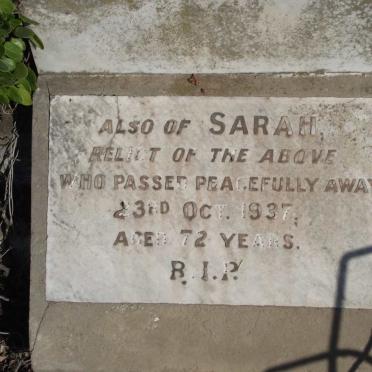 ALSO OF SARAH,
RELICT OF THE ABOVE
WHO PASSED PEACEFULLY AWAY
23RD OCT. 1937,
AGED 72 YEARS.
R.I.P.